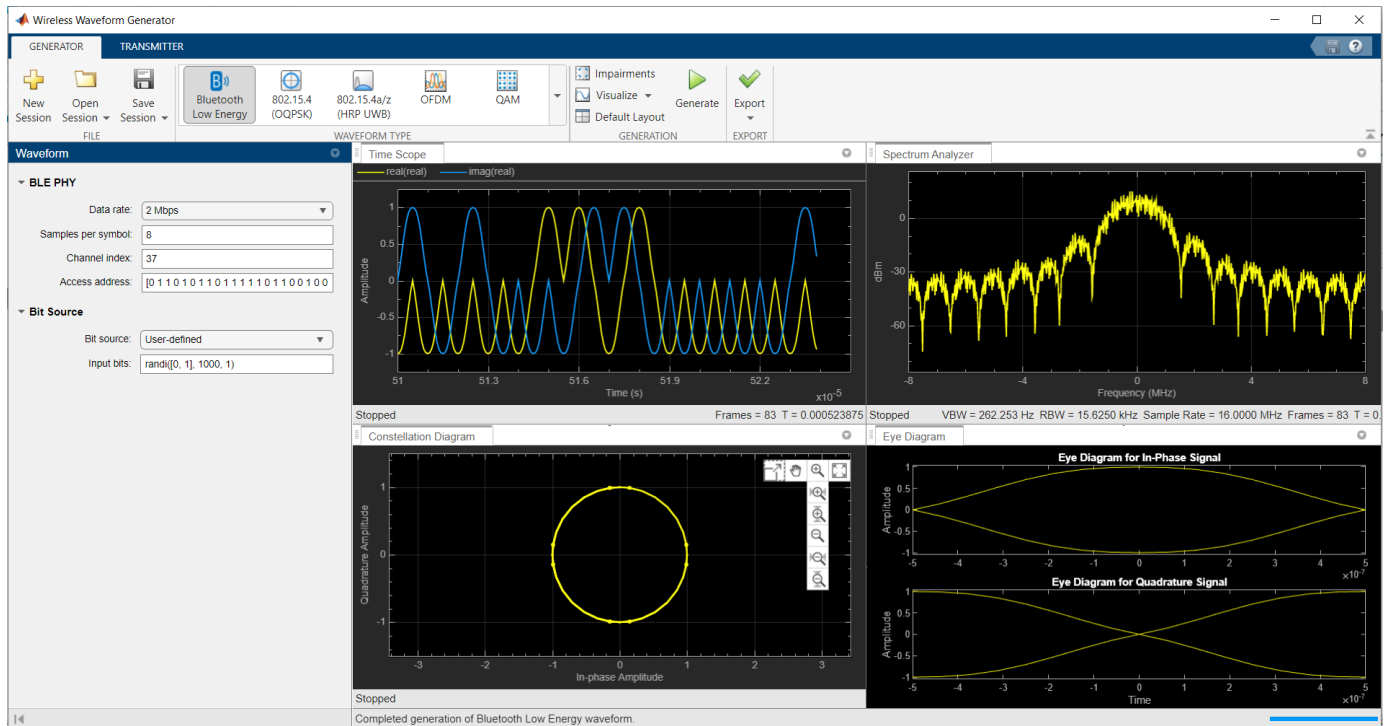 Wireless Waveform Generator
GENERATOR TRANSMITTER
New Session
Open Session
Save Session
FILE
Bluetooth Low Energy
802.15.4 (OQPSK)
802.15.4a/z (HRP UWB)
OFDM
QAM
WAVEFORM TYPE
Impairments
Visualize
Default Layout
Generate
GENERATION
Export
EXPORT
Waveform
BLE PHY
Data rate: 2 Mbps
Samples per symbol: 8
Channel index: 37
Access address: [0 1 1 0 1 0 1 1 0 1 1 1 1 1 0 1 1 0 0 1 0 0
Bit Source
Bit source: User-defined
Input bits: randi([0, 1], 1000, 1)
Time Scope
real(real) imag(real)
Amplitude
1
0.5
0
-0.5
-1
51 51.3 51.6 51.9 52.2
Time (s)
x10-5
Stopped Frames = 83 T = 0.000523875
Spectrum Analyzer
dBm
0
-30
-60
-8 -4 0 4 8
Frequency (MHz)
Stopped VBW = 262.253 Hz RBW = 15.6250 kHz Sample Rate = 16.0000 MHz Frames = 83 T = 0.
Constellation Diagram
Quadrature Amplitude
1
0
-1
-3 -2 -1 0 1 2 3
In-phase Amplitude
Stopped
Eye Diagram
Eye Diagram for In-Phase Signal
Amplitude
1
0.5
0
-0.5
-1
-5 -4 -3 -2 -1 0 1 2 3 4 5
×10-7
Eye Diagram for Quadrature Signal
Amplitude
1
0.5
0
-0.5
-1
-5 -4 -3 -2 -1 0 1 2 3 4 5
Time
×10-7
Completed generation of Bluetooth Low Energy waveform.